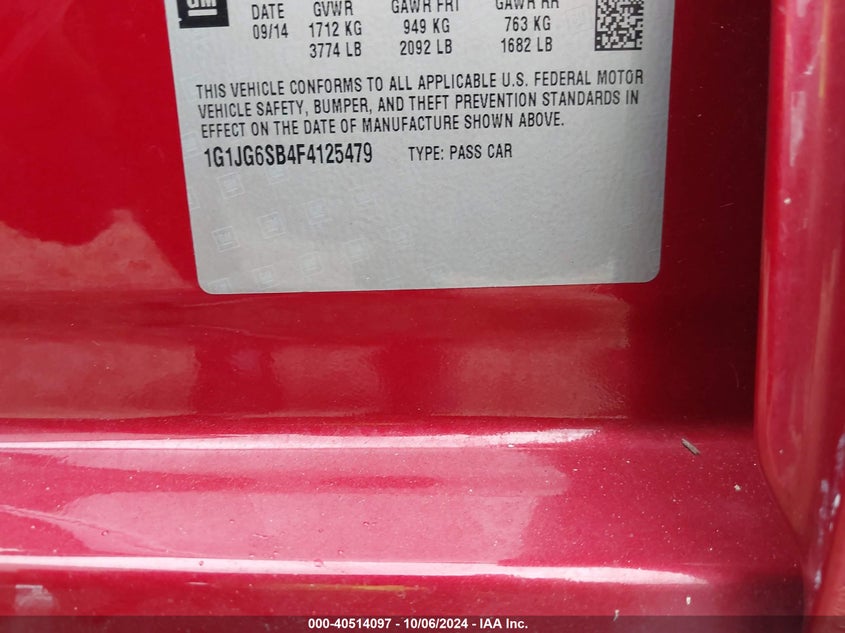 GM
DATE GVWR GAWR FRT GAWR RR
09/14 1712 KG 949 KG 763 KG
3774 LB 2092 LB 1682 LB
THIS VEHICLE CONFORMS TO ALL APPLICABLE U.S. FEDERAL MOTOR
VEHICLE SAFETY, BUMPER, AND THEFT PREVENTION STANDARDS IN
EFFECT ON THE DATE OF MANUFACTURE SHOWN ABOVE.
1G1JG6SB4F4125479 TYPE: PASS CAR
000-40514097 - 10/06/2024 - IAA Inc.